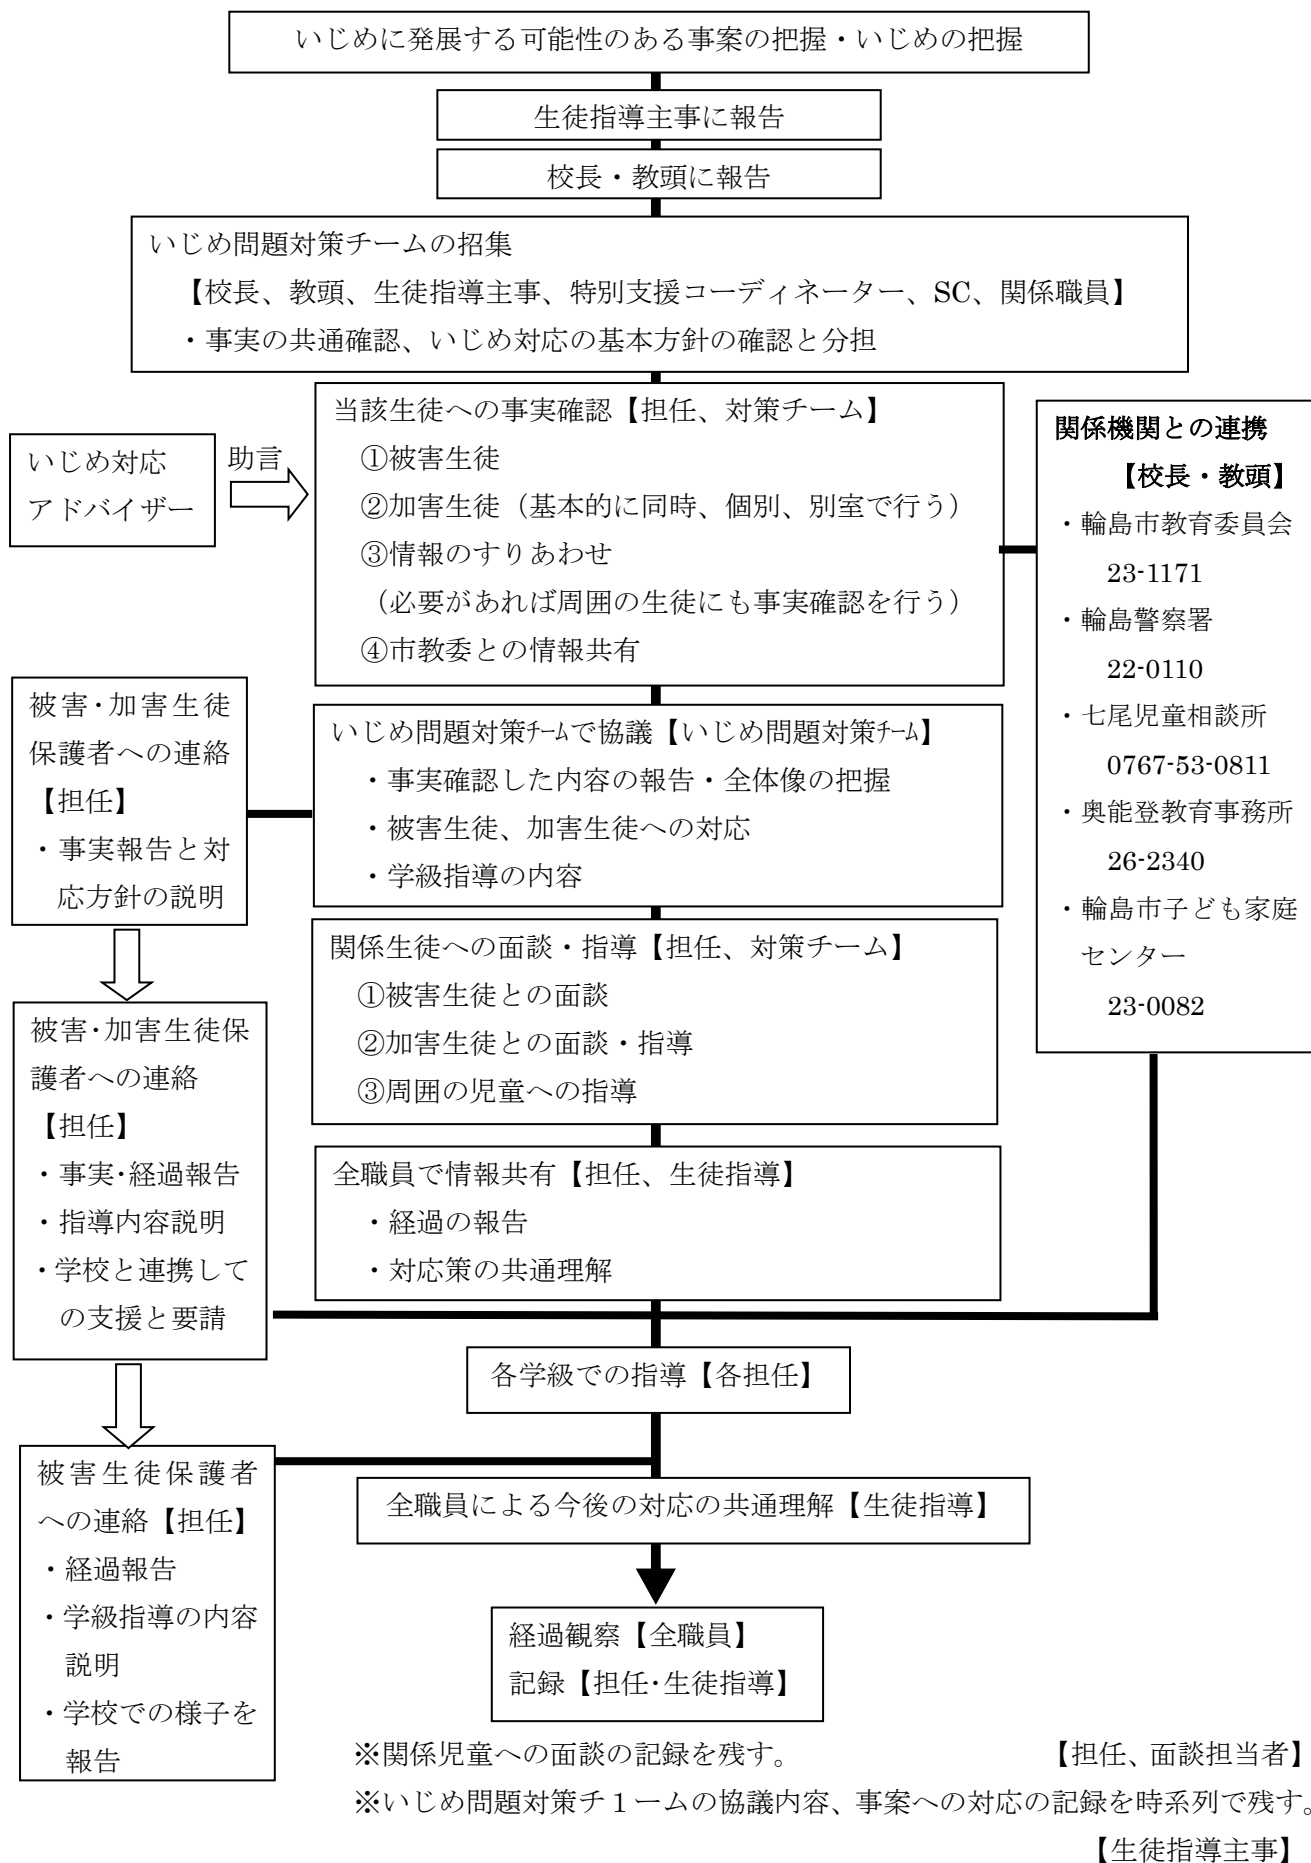 いじめに発展する可能性のある事案の把握・いじめの把握
生徒指導主事に報告
校長・教頭に報告
いじめ問題対策チームの招集
【校長、教頭、生徒指導主事、特別支援コーディネーター、SC、関係職員】
・事実の共通確認、いじめ対応の基本方針の確認と分担
いじめ対応
アドバイザー
助言
当該生徒への事実確認【担任、対策チーム】
①被害生徒
②加害生徒（基本的に同時、個別、別室で行う）
③情報のすりあわせ
（必要があれば周囲の生徒にも事実確認を行う）
④市教委との情報共有
関係機関との連携
【校長・教頭】
・輪島市教育委員会
23-1171
・輪島警察署
22-0110
・七尾児童相談所
0767-53-0811
・奥能登教育事務所
26-2340
・輪島市子ども家庭
センター
23-0082
被害・加害生徒
保護者への連絡
【担任】
・事実報告と対
応方針の説明
いじめ問題対策ﾁｰﾑで協議【いじめ問題対策ﾁｰﾑ】
・事実確認した内容の報告・全体像の把握
・被害生徒、加害生徒への対応
・学級指導の内容
関係生徒への面談・指導【担任、対策チーム】
①被害生徒との面談
②加害生徒との面談・指導
③周囲の児童への指導
被害・加害生徒保
護者への連絡
【担任】
・事実・経過報告
・指導内容説明
・学校と連携して
の支援と要請
全職員で情報共有【担任、生徒指導】
・経過の報告
・対応策の共通理解
各学級での指導【各担任】
被害生徒保護者
への連絡【担任】
・経過報告
・学級指導の内容
説明
・学校での様子を
報告
全職員による今後の対応の共通理解【生徒指導】
経過観察【全職員】
記録【担任・生徒指導】
※関係児童への面談の記録を残す。 【担任、面談担当者】
※いじめ問題対策チ１ームの協議内容、事案への対応の記録を時系列で残す。
【生徒指導主事】